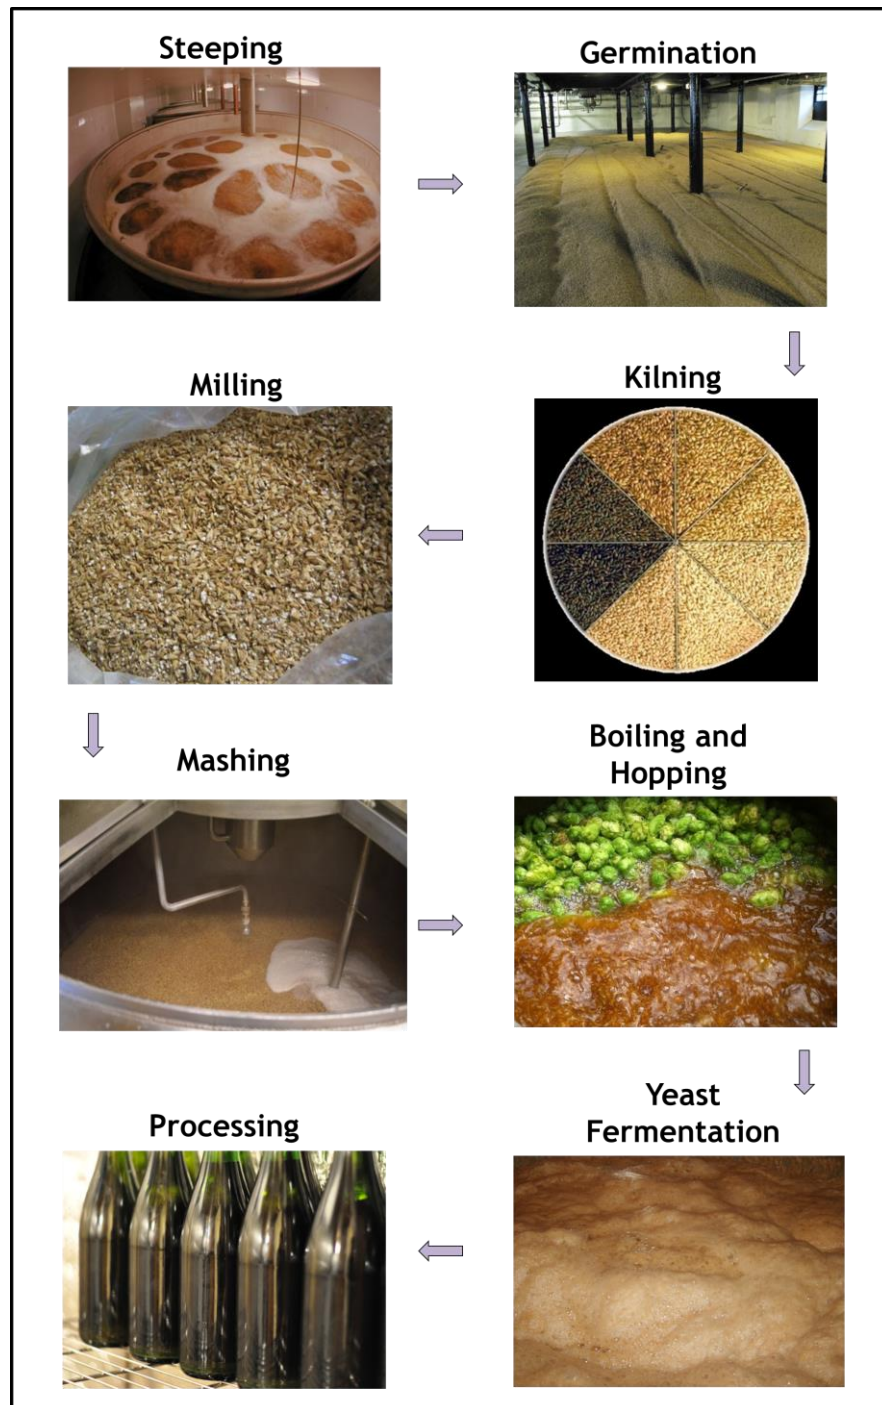 Steeping
Germination
Kilning
Milling
Mashing
Boiling and
Hopping
Yeast
Fermentation
Processing